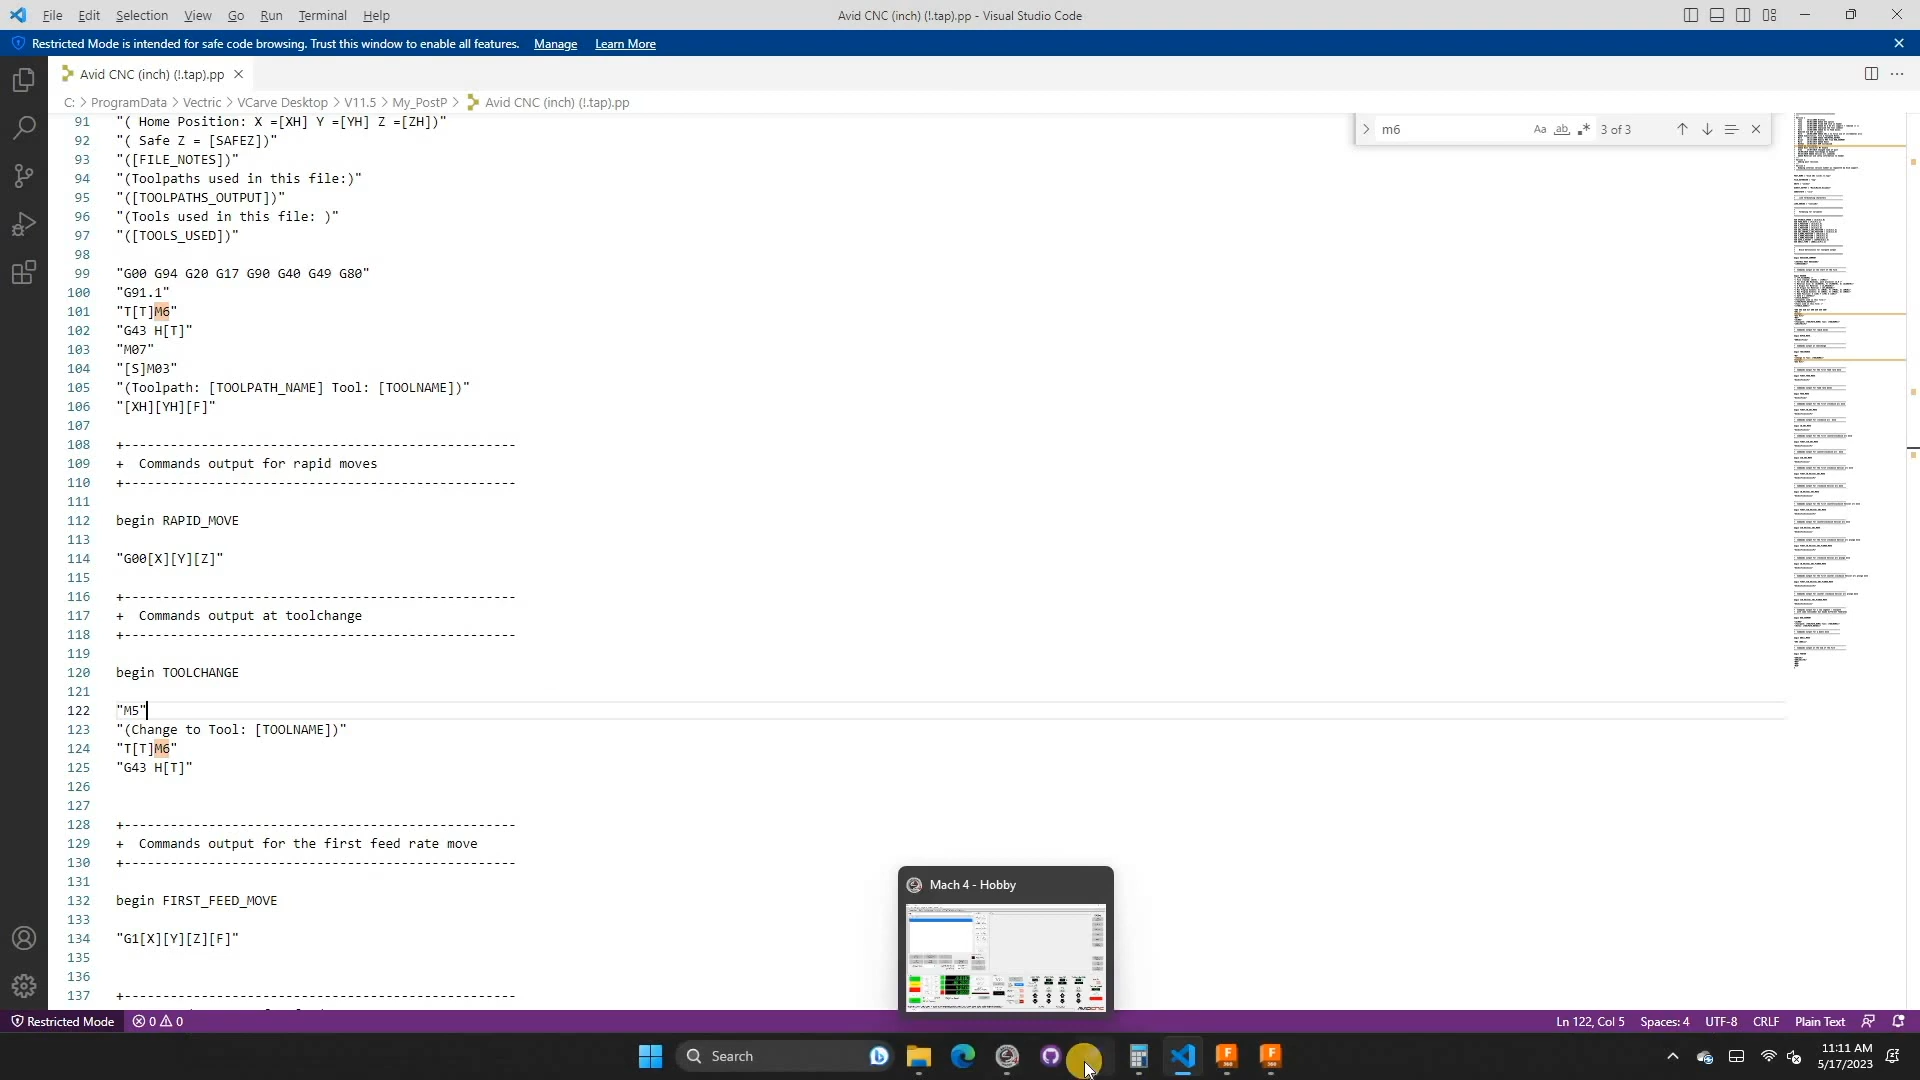 File Edit Selection View Go Run Terminal Help
Avid CNC (inch) (!.tap).pp - Visual Studio Code
Restricted Mode is intended for safe code browsing. Trust this window to enable all features. Manage Learn More
Avid CNC (inch) (!.tap).pp
C: > ProgramData > Vectric > VCarve Desktop > V11.5 > My_PostP > Avid CNC (inch) (!.tap).pp
m6 Aa ab 3 of 3
91 "( Home Position: X =[XH] Y =[YH] Z =[ZH])"
92 "( Safe Z = [SAFEZ])"
93 "([FILE_NOTES])"
94 "(Toolpaths used in this file:)"
95 "([TOOLPATHS_OUTPUT])"
96 "(Tools used in this file: )"
97 "([TOOLS_USED])"
98
99 "G00 G94 G20 G17 G90 G40 G49 G80"
100 "G91.1"
101 "T[T]M6"
102 "G43 H[T]"
103 "M07"
104 "[S]M03"
105 "(Toolpath: [TOOLPATH_NAME] Tool: [TOOLNAME])"
106 "[XH][YH][F]"
107
108 +---------------------------------------------------
109 +  Commands output for rapid moves
110 +---------------------------------------------------
111
112 begin RAPID_MOVE
113
114 "G00[X][Y][Z]"
115
116 +---------------------------------------------------
117 +  Commands output at toolchange
118 +---------------------------------------------------
119
120 begin TOOLCHANGE
121
122 "M5"
123 "(Change to Tool: [TOOLNAME])"
124 "T[T]M6"
125 "G43 H[T]"
126
127
128 +---------------------------------------------------
129 +  Commands output for the first feed rate move
130 +---------------------------------------------------
131
132 begin FIRST_FEED_MOVE
133
134 "G1[X][Y][Z][F]"
135
136
137 +---------------------------------------------------
Mach 4 - Hobby
Restricted Mode 0 0
Ln 122, Col 5 Spaces: 4 UTF-8 CRLF Plain Text
Search
11:11 AM
5/17/2023